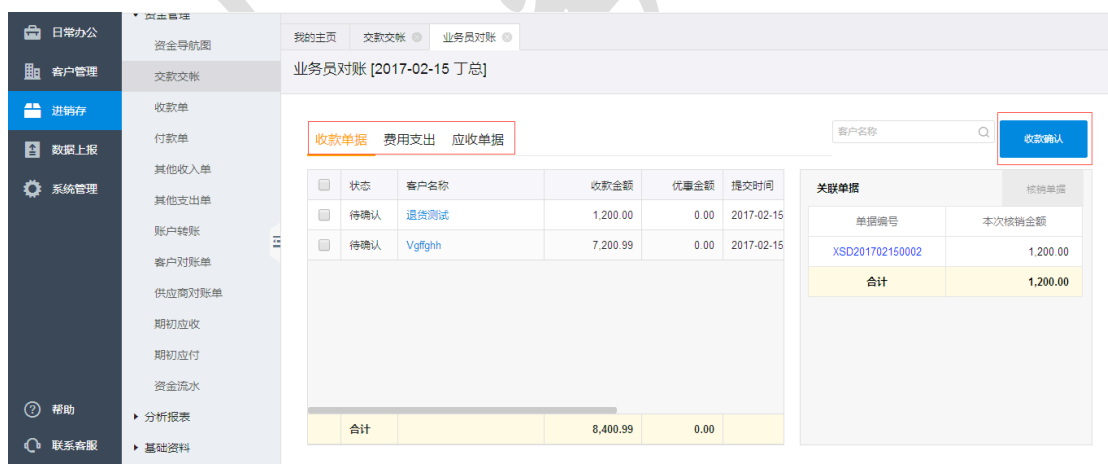 日常办公
客户管理
进销存
数据上报
系统管理
帮助
联系客服
资金管理
资金导航图
交款交帐
收款单
付款单
其他收入单
其他支出单
账户转账
客户对账单
供应商对账单
期初应收
期初应付
资金流水
分析报表
基础资料
我的主页 交款交帐 业务员对账
业务员对账 [2017-02-15 丁总]
收款单据 费用支出 应收单据
客户名称
收款确认
状态 客户名称 收款金额 优惠金额 提交时间
待确认 退货测试 1,200.00 0.00 2017-02-15
待确认 Vgffghh 7,200.99 0.00 2017-02-15
合计 8,400.99 0.00
关联单据 核销单据
单据编号 本次核销金额
XSD201702150002 1,200.00
合计 1,200.00